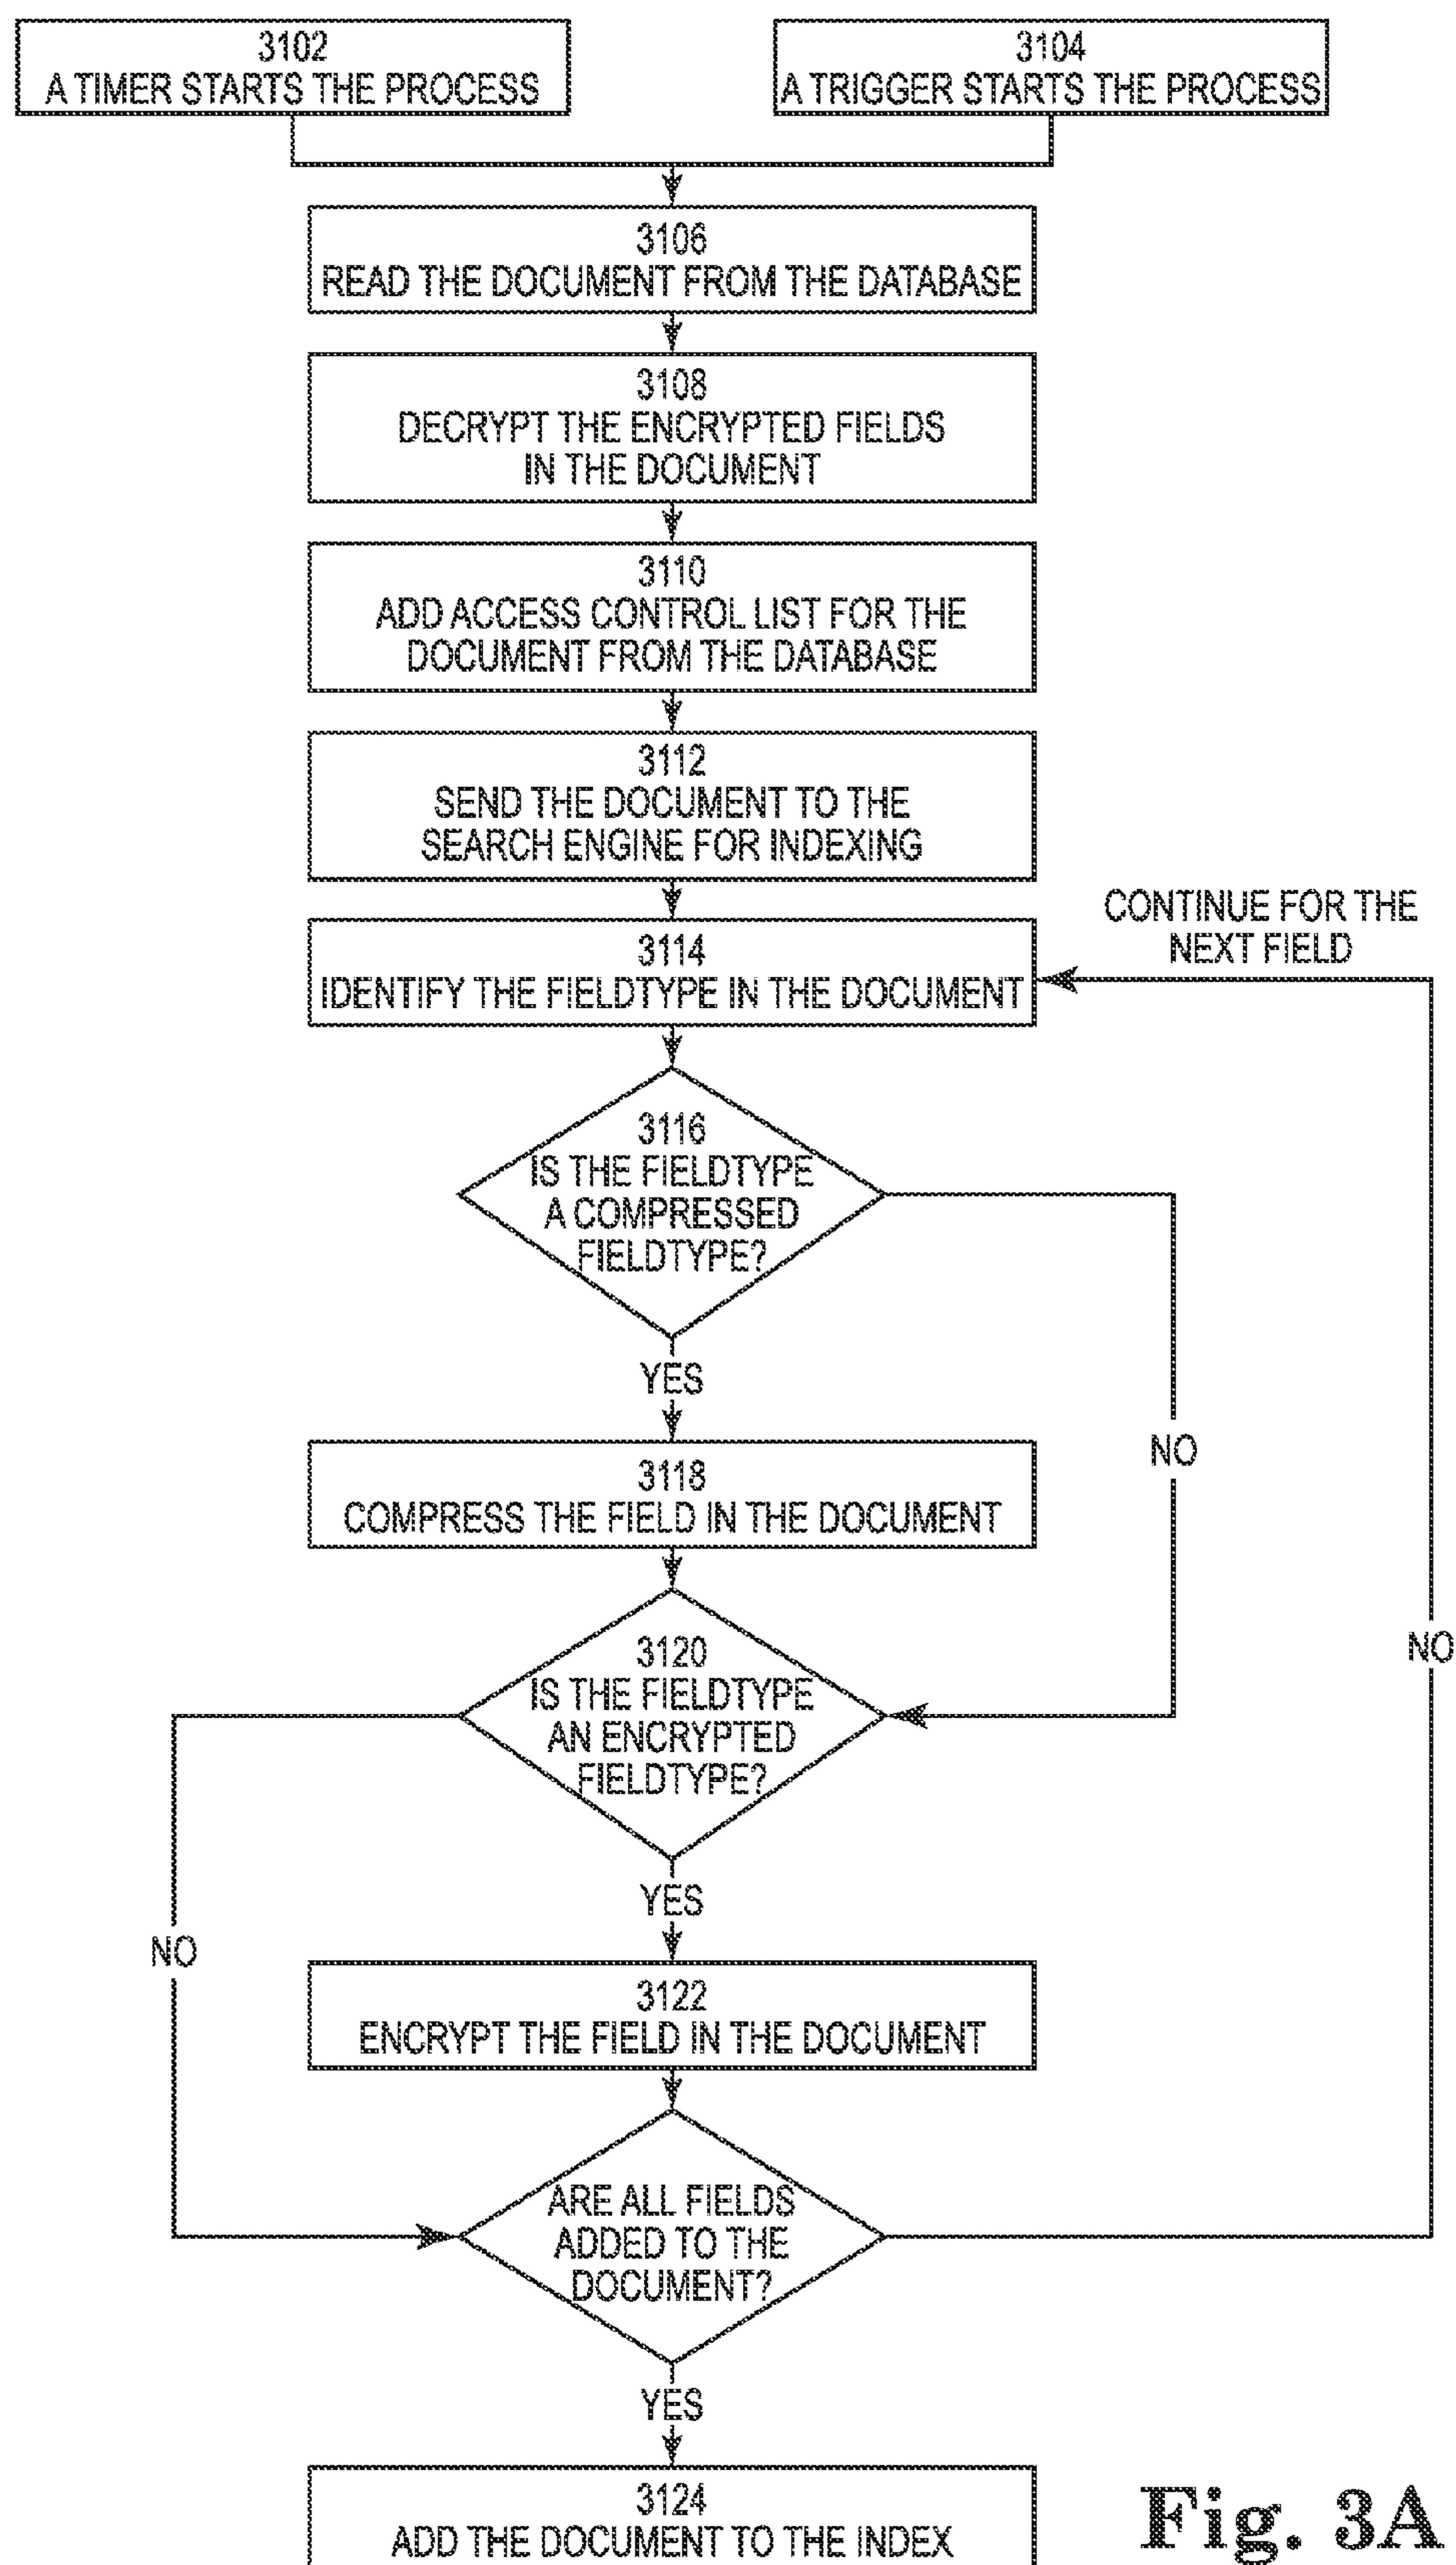 3102
A TIMER STARTS THE PROCESS
3104
A TRIGGER STARTS THE PROCESS
3106
READ THE DOCUMENT FROM THE DATABASE
3108
DECRYPT THE ENCRYPTED FIELDS
IN THE DOCUMENT
3110
ADD ACCESS CONTROL LIST FOR THE
DOCUMENT FROM THE DATABASE
3112
SEND THE DOCUMENT TO THE
SEARCH ENGINE FOR INDEXING
CONTINUE FOR THE
NEXT FIELD
3114
IDENTIFY THE FIELDTYPE IN THE DOCUMENT
3116
IS THE FIELDTYPE
A COMPRESSED
FIELDTYPE?
YES
NO
3118
COMPRESS THE FIELD IN THE DOCUMENT
NO
3120
IS THE FIELDTYPE
AN ENCRYPTED
FIELDTYPE?
YES
NO
3122
ENCRYPT THE FIELD IN THE DOCUMENT
ARE ALL FIELDS
ADDED TO THE
DOCUMENT?
YES
3124
ADD THE DOCUMENT TO THE INDEX
Fig. 3A